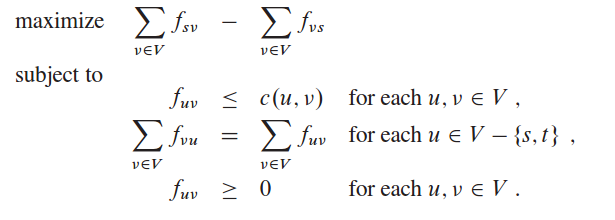 maximize ∑_{v∈V} f_{sv} − ∑_{v∈V} f_{vs}
subject to
f_{uv} ≤ c(u, v) for each u, v ∈ V ,
∑_{v∈V} f_{vu} = ∑_{v∈V} f_{uv} for each u ∈ V − {s, t} ,
f_{uv} ≥ 0 for each u, v ∈ V .